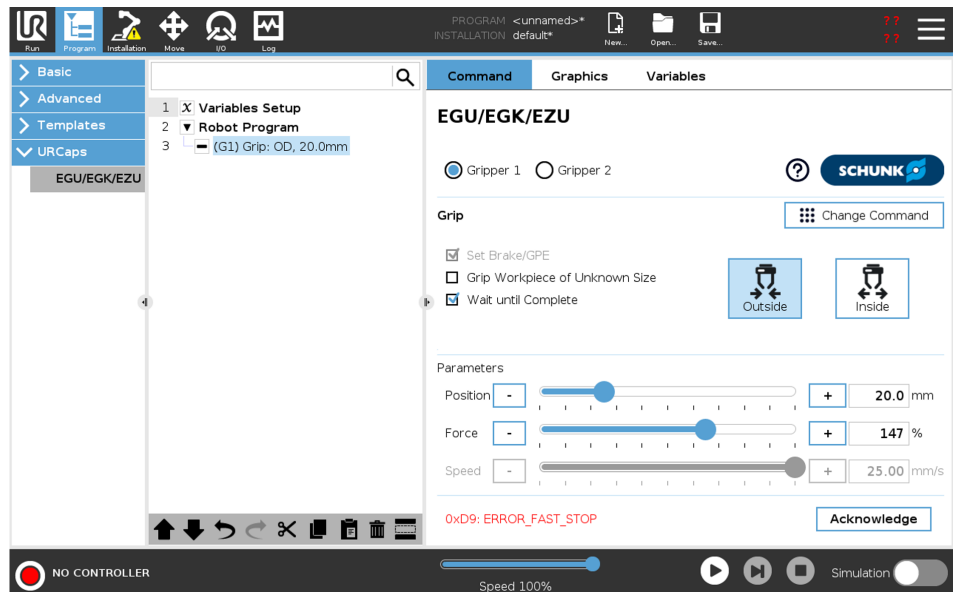 PROGRAM <unnamed>*
INSTALLATION default*
Run
Program
Installation
Move
I/O
Log
New...
Open...
Save...
? ?
? ?
Basic
Advanced
Templates
URCaps
EGU/EGK/EZU
1 X Variables Setup
2 Robot Program
3 (G1) Grip: OD, 20.0mm
Command
Graphics
Variables
EGU/EGK/EZU
Gripper 1
Gripper 2
?
SCHUNK
Grip
Change Command
Set Brake/GPE
Grip Workpiece of Unknown Size
Wait until Complete
Outside
Inside
Parameters
Position - + 20.0 mm
Force - + 147 %
Speed - + 25.00 mm/s
0xD9: ERROR_FAST_STOP
Acknowledge
NO CONTROLLER
Speed 100%
Simulation